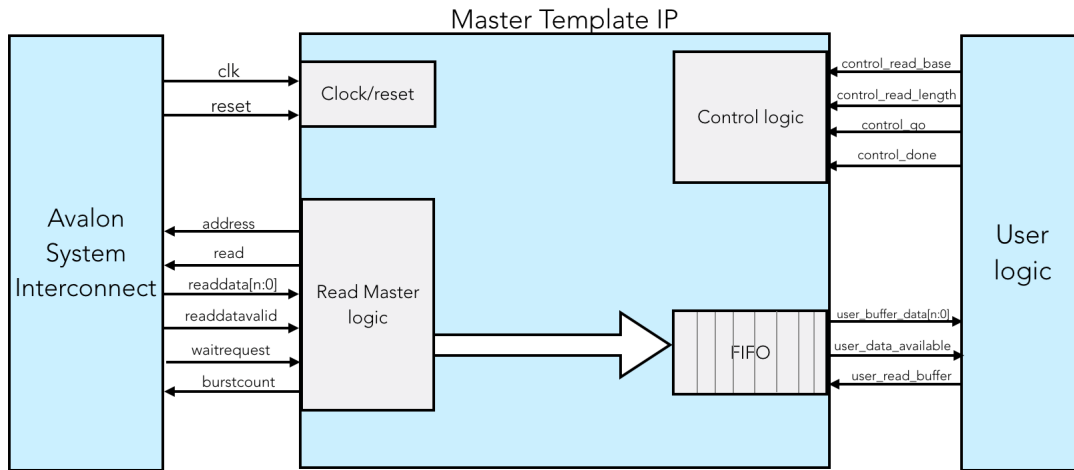 Master Template IP
clk
reset
Clock/reset
Control logic
control_read_base
control_read_length
control_go
control_done
Avalon
System
Interconnect
address
read
readdata[n:0]
readdatavalid
waitrequest
burstcount
Read Master
logic
FIFO
user_buffer_data[n:0]
user_data_available
user_read_buffer
User
logic